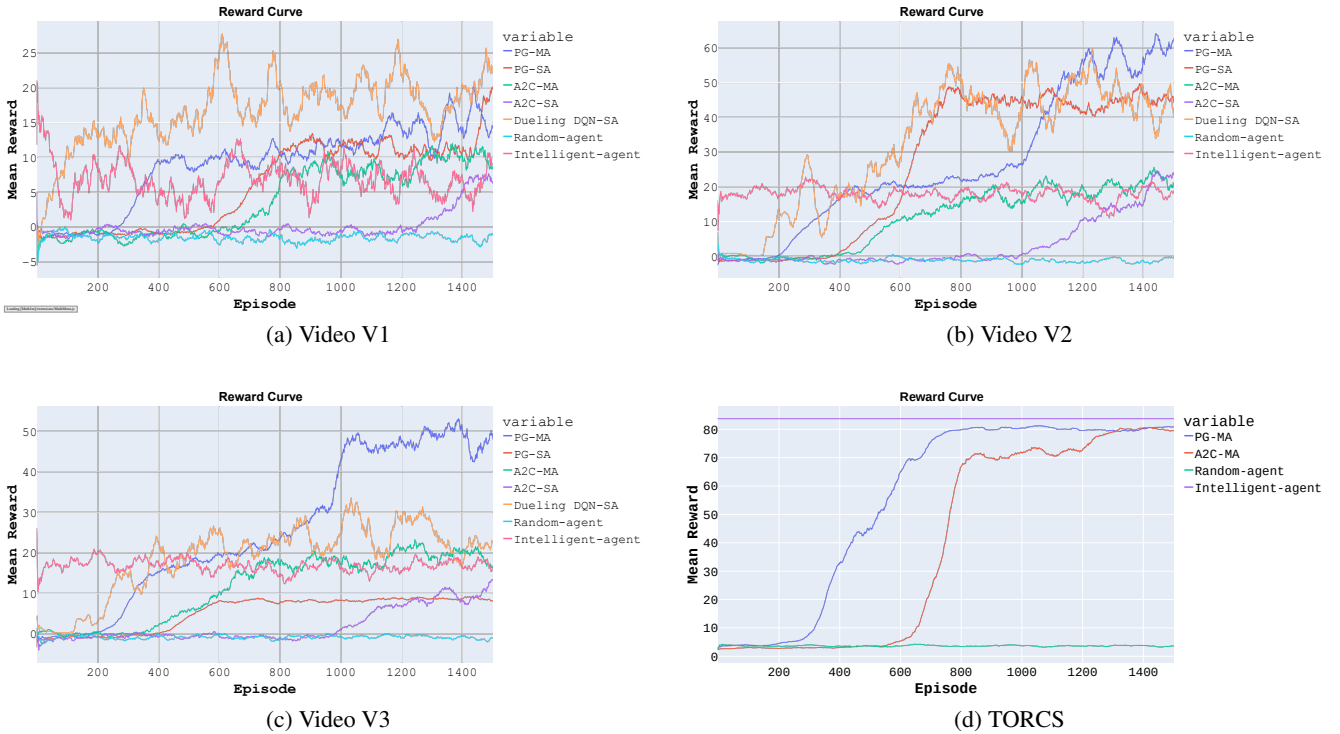 Reward Curve
Mean Reward
25
20
15
10
5
0
−5
200
400
600
800
1000
1200
1400
Episode
variable
PG-MA
PG-SA
A2C-MA
A2C-SA
Dueling DQN-SA
Random-agent
Intelligent-agent
(a) Video V1
Reward Curve
Mean Reward
60
50
40
30
20
10
0
200
400
600
800
1000
1200
1400
Episode
variable
PG-MA
PG-SA
A2C-MA
A2C-SA
Dueling DQN-SA
Random-agent
Intelligent-agent
(b) Video V2
Reward Curve
Mean Reward
50
40
30
20
10
0
200
400
600
800
1000
1200
1400
Episode
variable
PG-MA
PG-SA
A2C-MA
A2C-SA
Dueling DQN-SA
Random-agent
Intelligent-agent
(c) Video V3
Reward Curve
Mean Reward
80
70
60
50
40
30
20
10
0
200
400
600
800
1000
1200
1400
Episode
variable
PG-MA
A2C-MA
Random-agent
Intelligent-agent
(d) TORCS